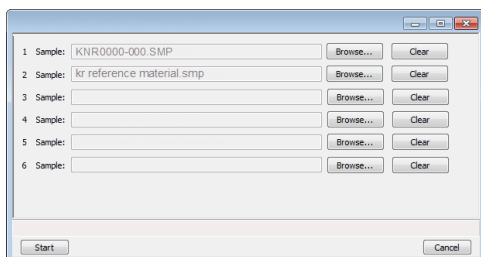 1 Sample: KNR0000-000.SMP Browse... Clear
2 Sample: kr reference material.smp Browse... Clear
3 Sample: Browse... Clear
4 Sample: Browse... Clear
5 Sample: Browse... Clear
6 Sample: Browse... Clear
Start Cancel